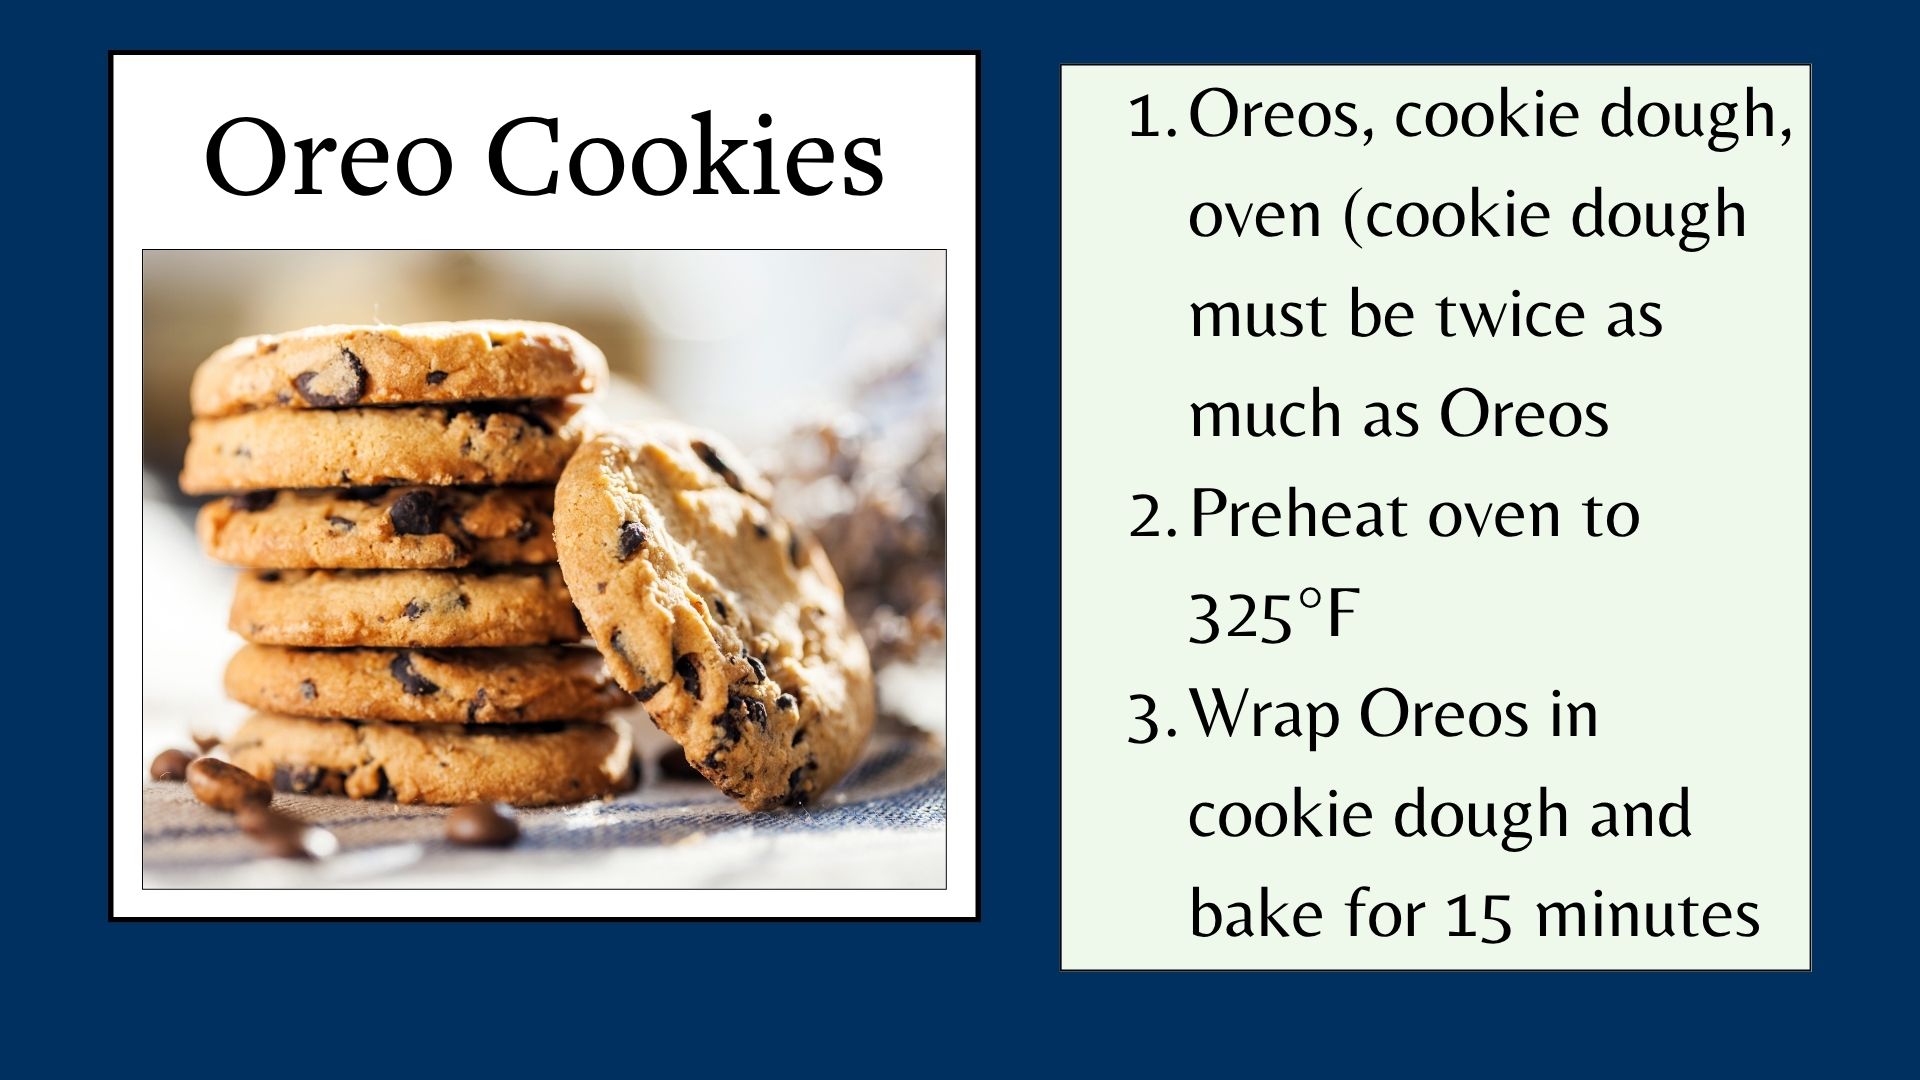 Oreo Cookies
1. Oreos, cookie dough,
oven (cookie dough
must be twice as
much as Oreos
2. Preheat oven to
325°F
3. Wrap Oreos in
cookie dough and
bake for 15 minutes